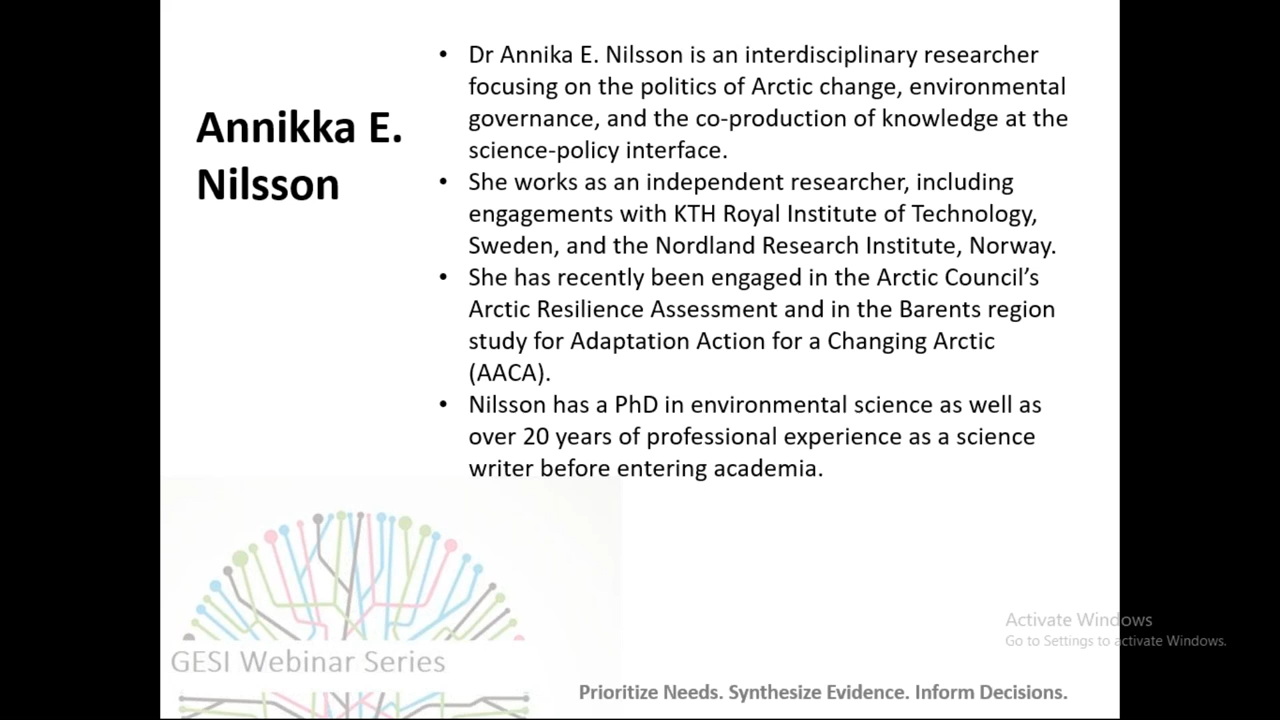 Annikka E.
Nilsson
• Dr Annika E. Nilsson is an interdisciplinary researcher
focusing on the politics of Arctic change, environmental
governance, and the co-production of knowledge at the
science-policy interface.
• She works as an independent researcher, including
engagements with KTH Royal Institute of Technology,
Sweden, and the Nordland Research Institute, Norway.
• She has recently been engaged in the Arctic Council’s
Arctic Resilience Assessment and in the Barents region
study for Adaptation Action for a Changing Arctic
(AACA).
• Nilsson has a PhD in environmental science as well as
over 20 years of professional experience as a science
writer before entering academia.
Activate Windows
Go to Settings to activate Windows.
GESI Webinar Series
Prioritize Needs. Synthesize Evidence. Inform Decisions.